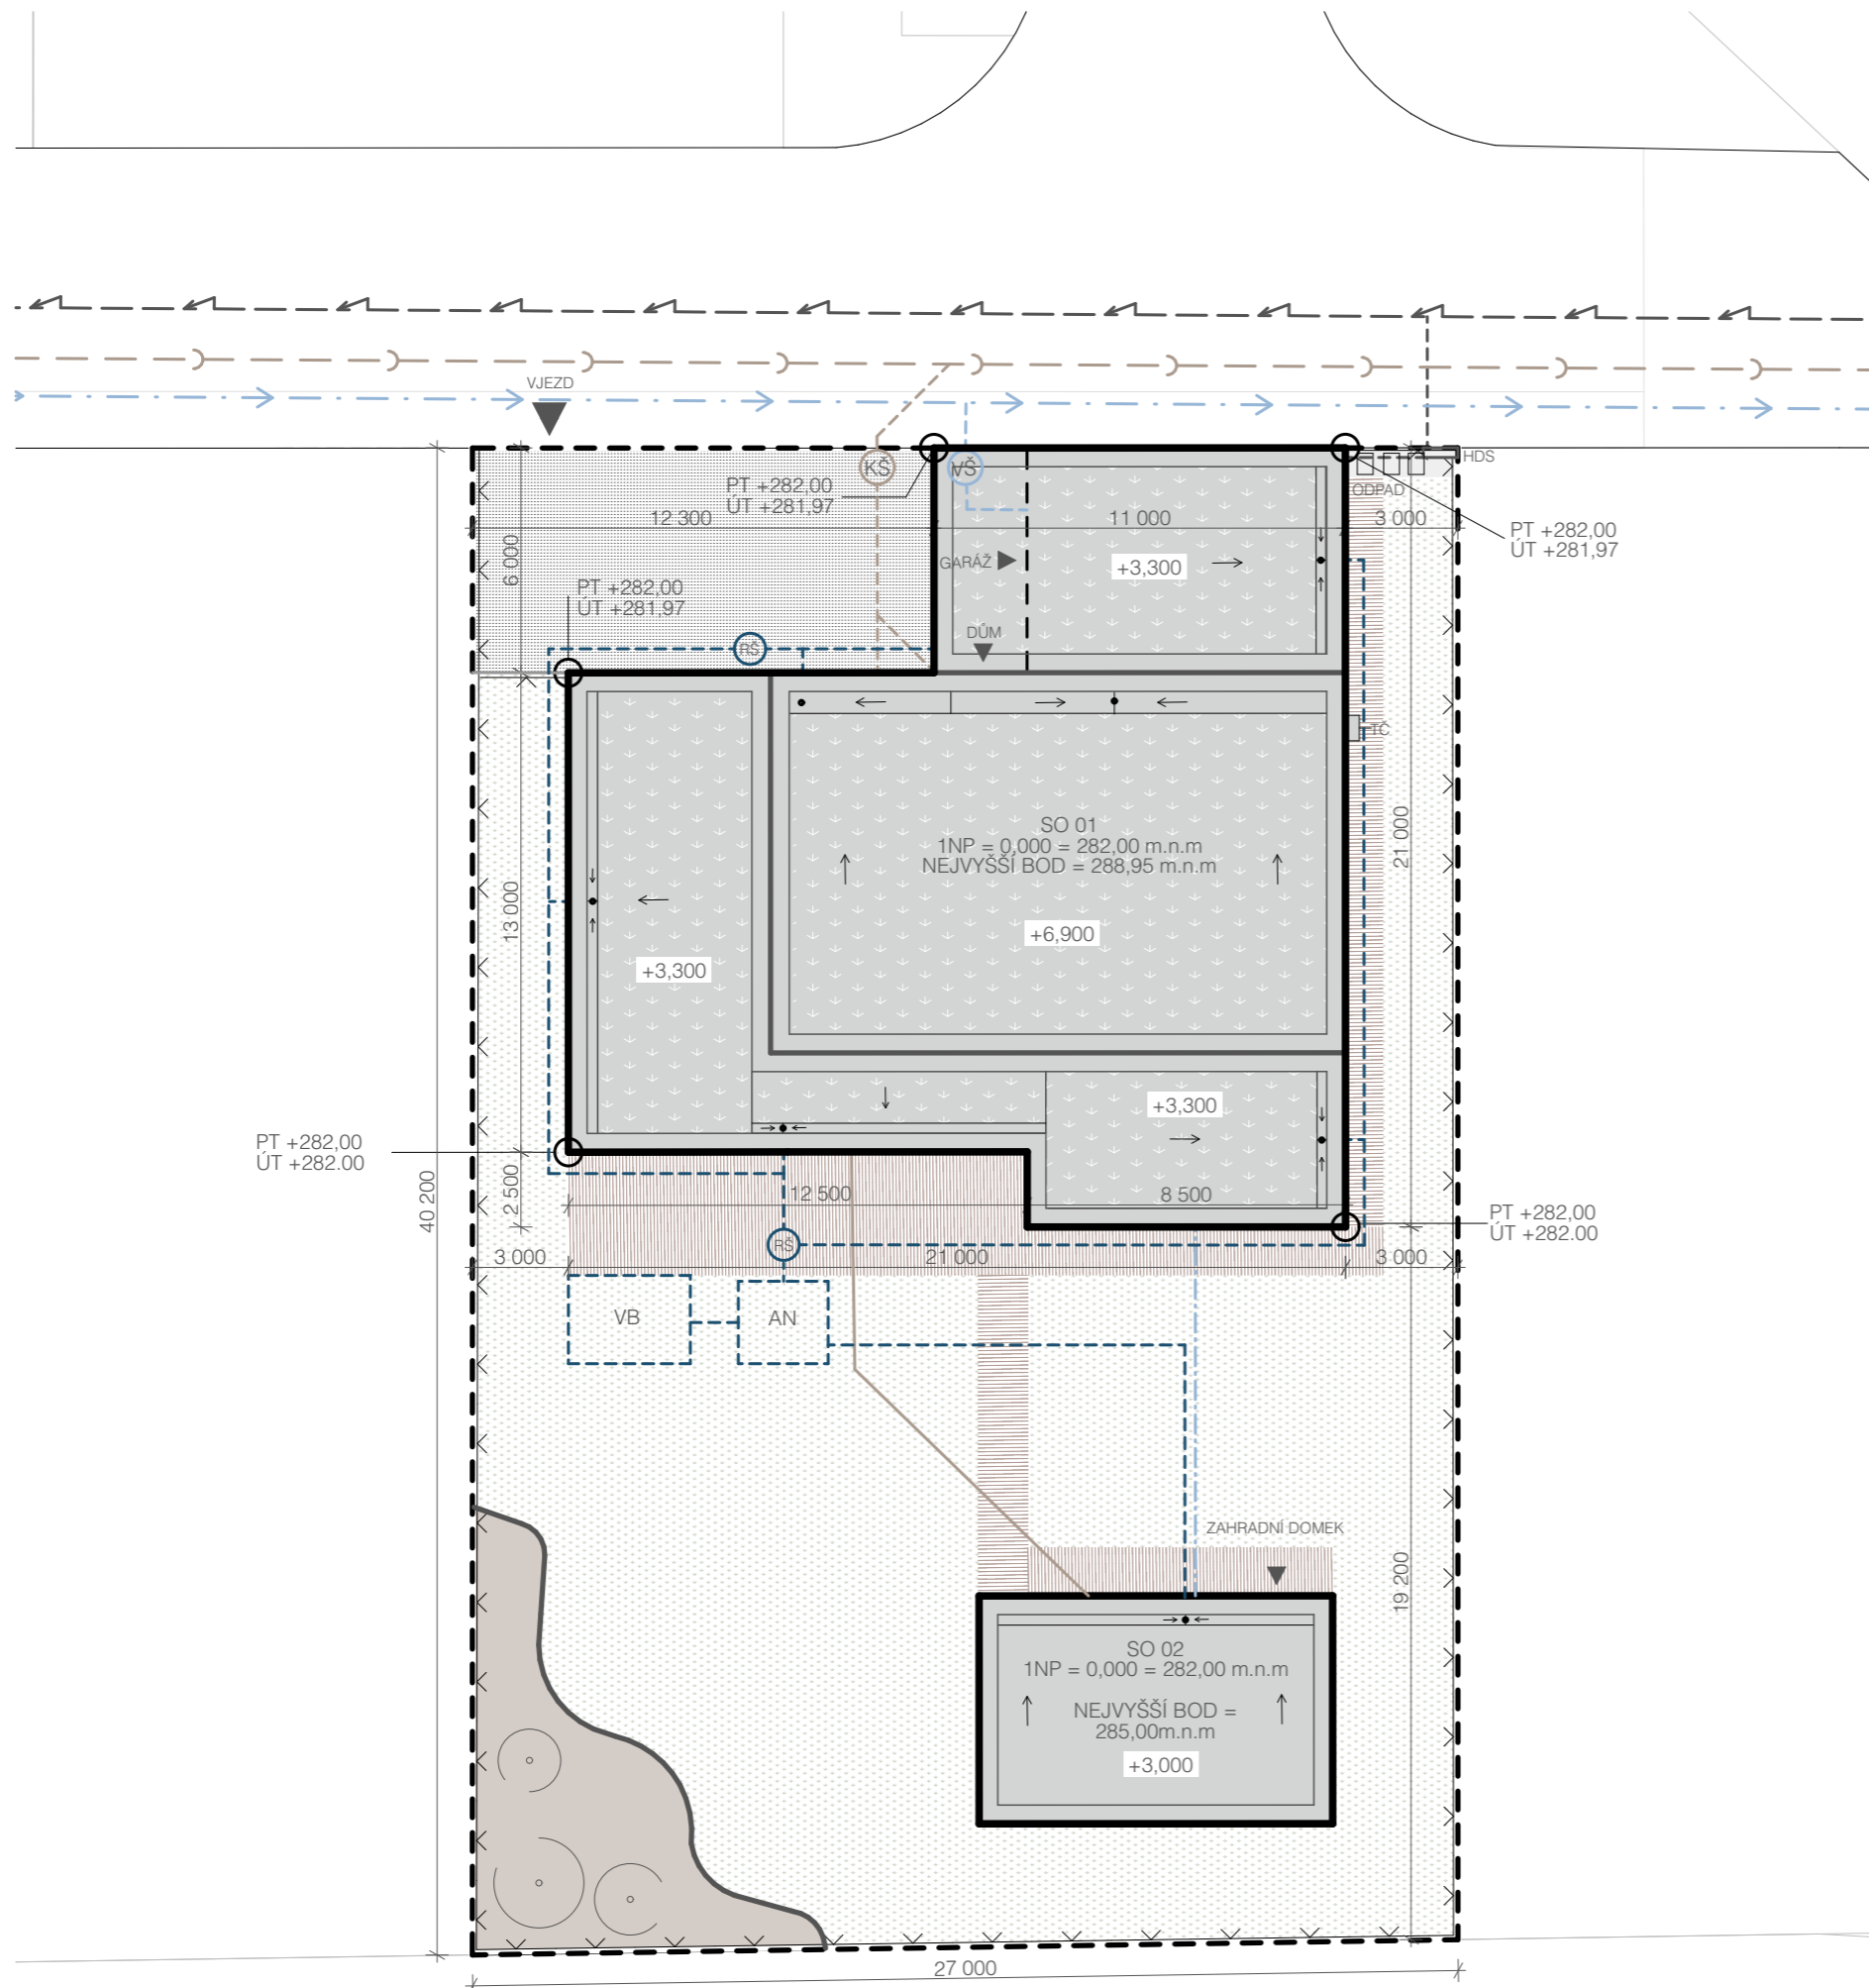 VJEZD
KŠ
VŠ
HDS
ODPAD
PT +282,00
ÚT +281,97
12 300
11 000
3 000
PT +282,00
ÚT +281,97
6 000
GARÁŽ
+3,300
PT +282,00
ÚT +281,97
DŮM
RŠ
TČ
SO 01
1NP = 0,000 = 282,00 m.n.m
NEJVYŠŠÍ BOD = 288,95 m.n.m
21 000
13 000
+6,900
+3,300
+3,300
PT +282,00
ÚT +282.00
40 200
2 500
12 500
8 500
PT +282,00
ÚT +282.00
RŠ
3 000
21 000
3 000
VB
AN
ZAHRADNÍ DOMEK
19 200
SO 02
1NP = 0,000 = 282,00 m.n.m
NEJVYŠŠÍ BOD =
285,00m.n.m
+3,000
27 000